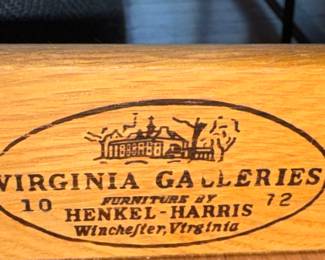 VIRGINIA GALLERIES
FURNITURE BY
10 72
HENKEL-HARRIS
Winchester, Virginia